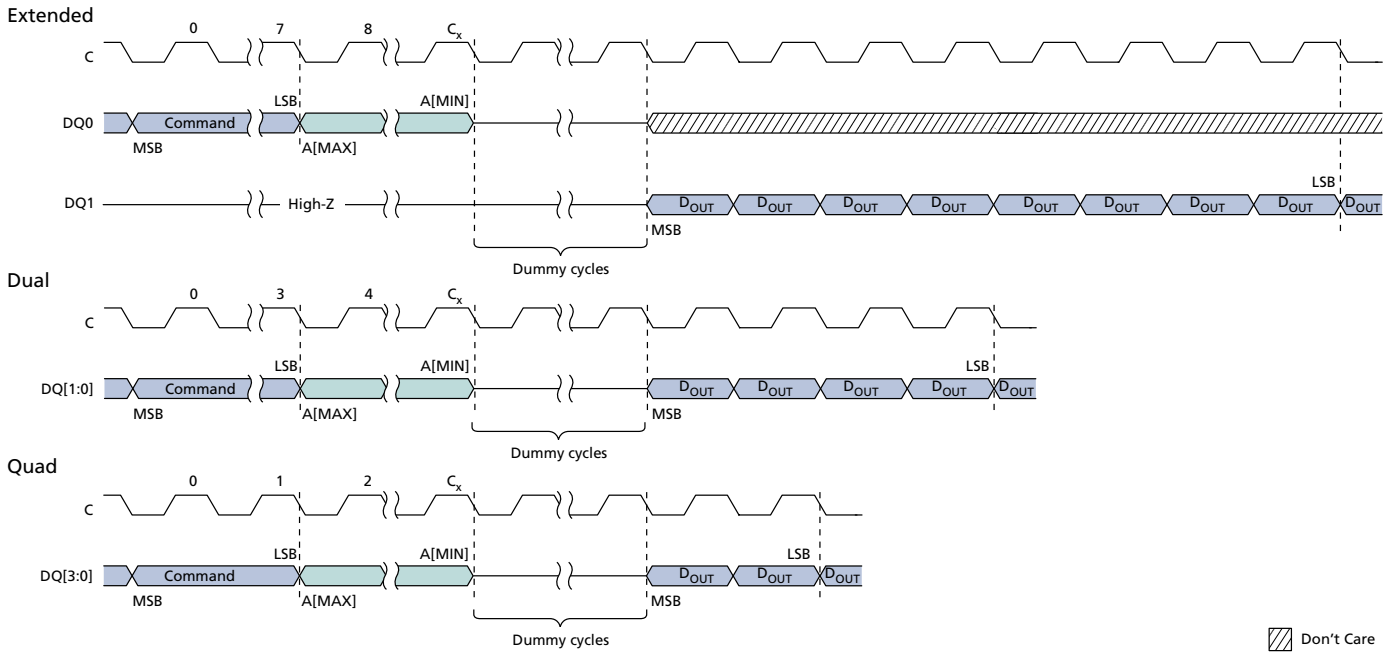 Extended
0 7 8 Cx
C
LSB A[MIN]
DQ0 Command
MSB A[MAX]
LSB
DQ1 High-Z DOUT DOUT DOUT DOUT DOUT DOUT DOUT DOUT DOUT
MSB
Dummy cycles
Dual
0 3 4 Cx
C
LSB A[MIN] LSB
DQ[1:0] Command DOUT DOUT DOUT DOUT DOUT
MSB A[MAX] MSB
Dummy cycles
Quad
0 1 2 Cx
C
LSB A[MIN] LSB
DQ[3:0] Command DOUT DOUT DOUT
MSB A[MAX] MSB
Dummy cycles
Don't Care